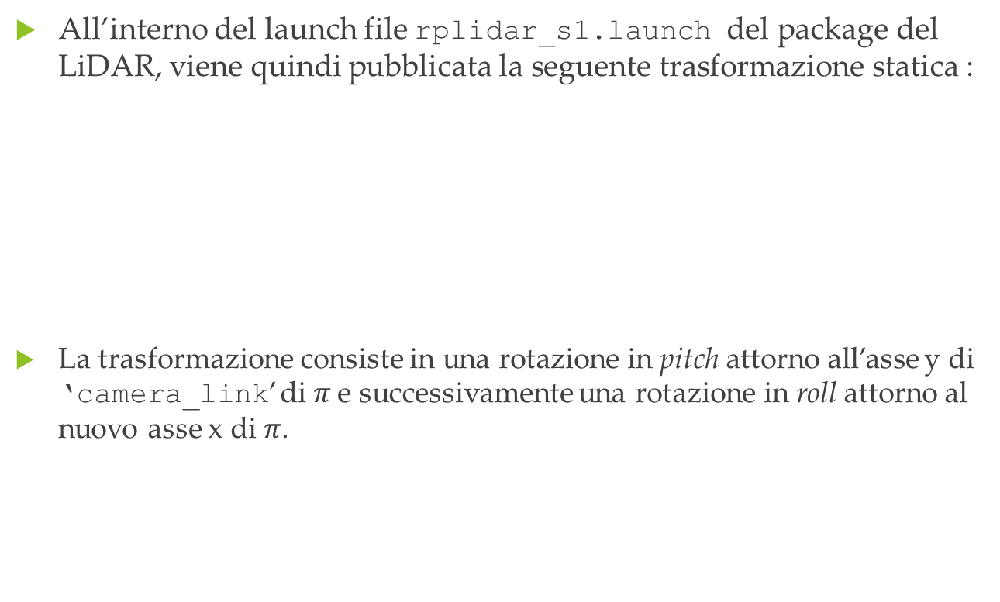 All’interno del launch file rplidar_s1.launch del package del
LiDAR, viene quindi pubblicata la seguente trasformazione statica :
La trasformazione consiste in una rotazione in pitch attorno all’asse y di
‘camera_link’ di π e successivamente una rotazione in roll attorno al
nuovo asse x di π.